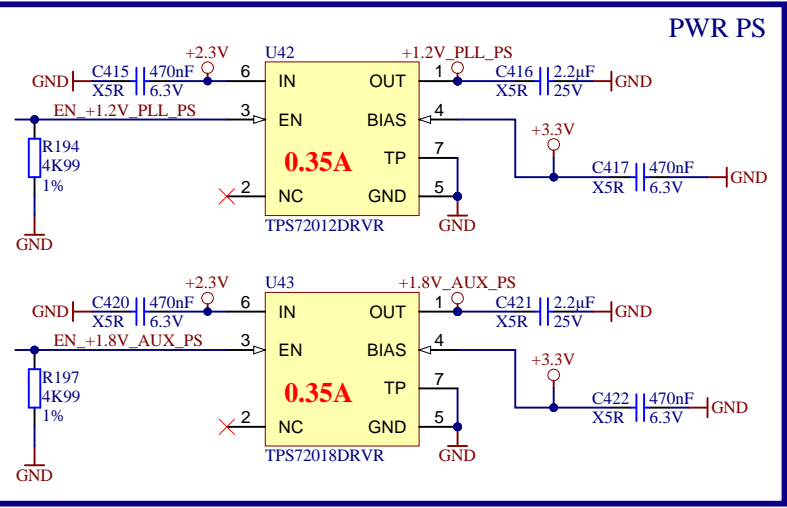 PWR PS
+2.3V U42 +1.2V_PLL_PS
GND C415 470nF 6 IN OUT 1 C416 2.2µF GND
X5R 6.3V X5R 25V
EN_+1.2V_PLL_PS 3 EN BIAS 4
+3.3V
R194
4K99
1%
0.35A TP 7
C417 470nF GND
X5R 6.3V
2 NC GND 5
TPS72012DRVR GND
GND
+2.3V U43 +1.8V_AUX_PS
GND C420 470nF 6 IN OUT 1 C421 2.2µF GND
X5R 6.3V X5R 25V
EN_+1.8V_AUX_PS 3 EN BIAS 4
+3.3V
R197
4K99
1%
0.35A TP 7
C422 470nF GND
X5R 6.3V
2 NC GND 5
TPS72018DRVR GND
GND